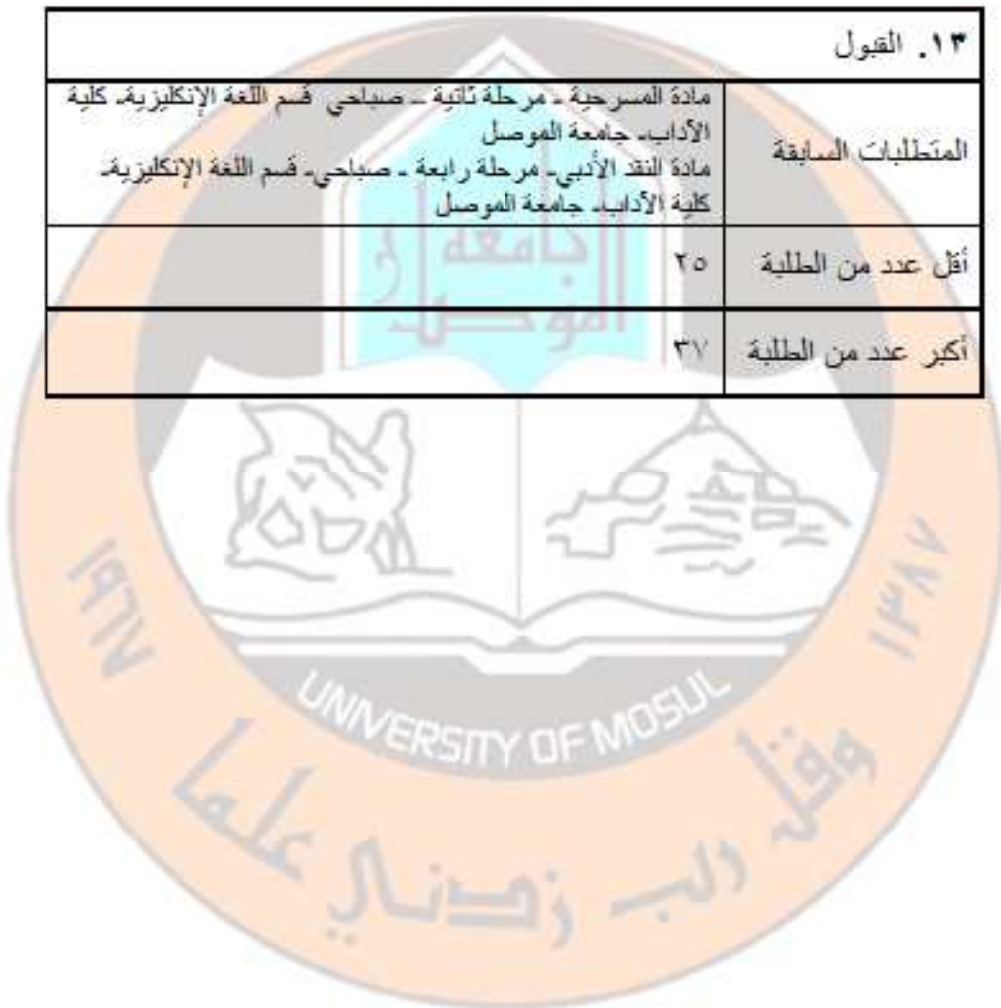 ١٣. القبول
المتطلبات السابقة
مادة المسرحية - مرحلة ثانية – صباحي قسم اللغة الإنكليزية- كلية
الآداب- جامعة الموصل
مادة النقد الأدبي- مرحلة رابعة - صباحي- قسم اللغة الإنكليزية-
كلية الآداب- جامعة الموصل
أقل عدد من الطلبة ٢٥
أكبر عدد من الطلبة ٣٧
جامعة
الموصل
١٩٦٧
١٣٨٧
UNIVERSITY OF MOSUL
وقل رب زدني علما